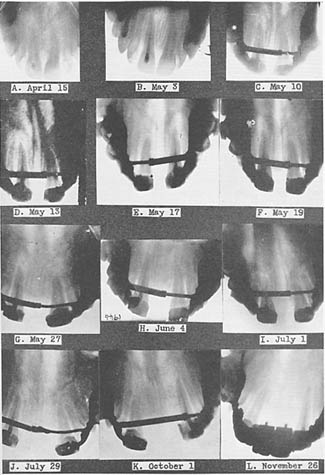 A. April 15
B. May 3
C. May 10
D. May 13
E. May 17
F. May 19
G. May 27
H. June 4
I. July 1
J. July 29
K. October 1
L. November 26